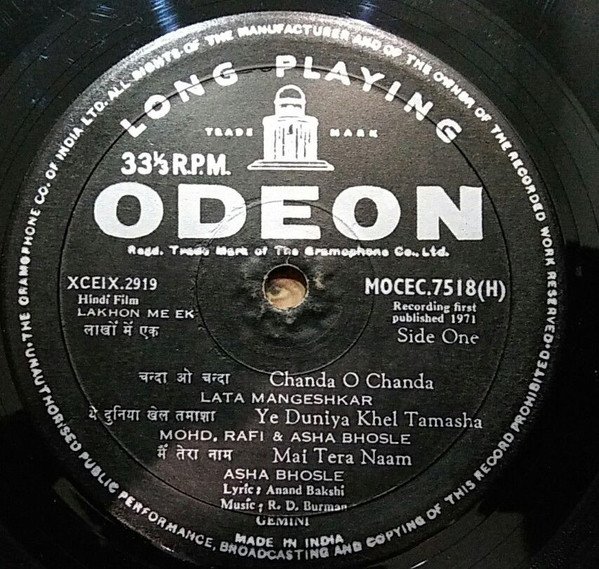 UNAUTHORISED PUBLIC PERFORMANCE, BROADCASTING AND COPYING OF THIS RECORD PROHIBITED. THE GRAMOPHONE CO. OF INDIA, LTD. ALL RIGHTS OF THE MANUFACTURER AND OF THE OWNER OF THE RECORDED WORK RESERVED.
LONG PLAYING
TRADE MARK
33⅓ R.P.M.
ODEON
Regd. Trade Mark of The Gramophone Co., Ltd.
XCEIX.2919
MOCEC.7518(H)
Hindi Film
Recording first
LAKHON ME EK
published 1971
लाखों में एक
Side One
चन्दा ओ चन्दा Chanda O Chanda
LATA MANGESHKAR
ये दुनिया खेल तमाशा Ye Duniya Khel Tamasha
MOHD. RAFI & ASHA BHOSLE
मैं तेरा नाम Mai Tera Naam
ASHA BHOSLE
Lyric; Anand Bakshi
Music; R. D. Burman
GEMINI
MADE IN INDIA